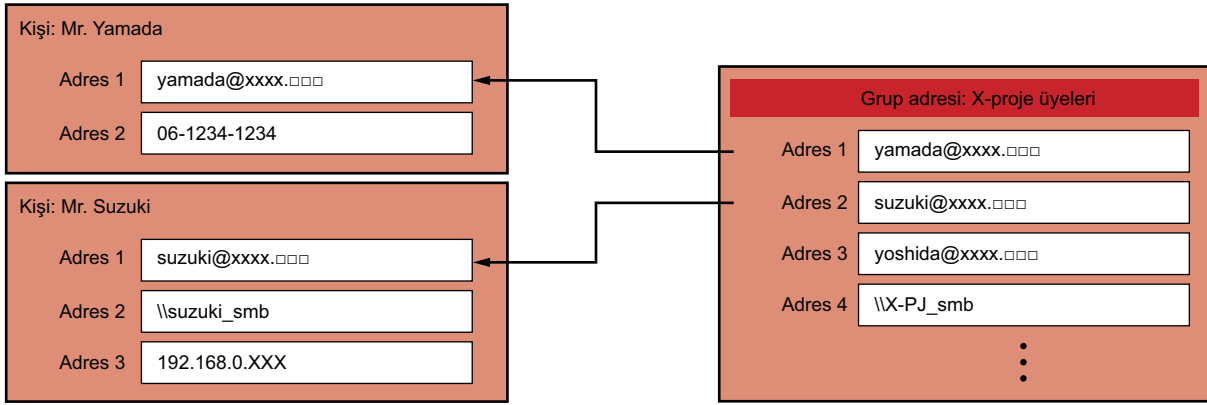 Kişi: Mr. Yamada
Adres 1 yamada@xxxx.□□□
Adres 2 06-1234-1234
Kişi: Mr. Suzuki
Adres 1 suzuki@xxxx.□□□
Adres 2 \\suzuki_smb
Adres 3 192.168.0.XXX
Grup adresi: X-proje üyeleri
Adres 1 yamada@xxxx.□□□
Adres 2 suzuki@xxxx.□□□
Adres 3 yoshida@xxxx.□□□
Adres 4 \\X-PJ_smb